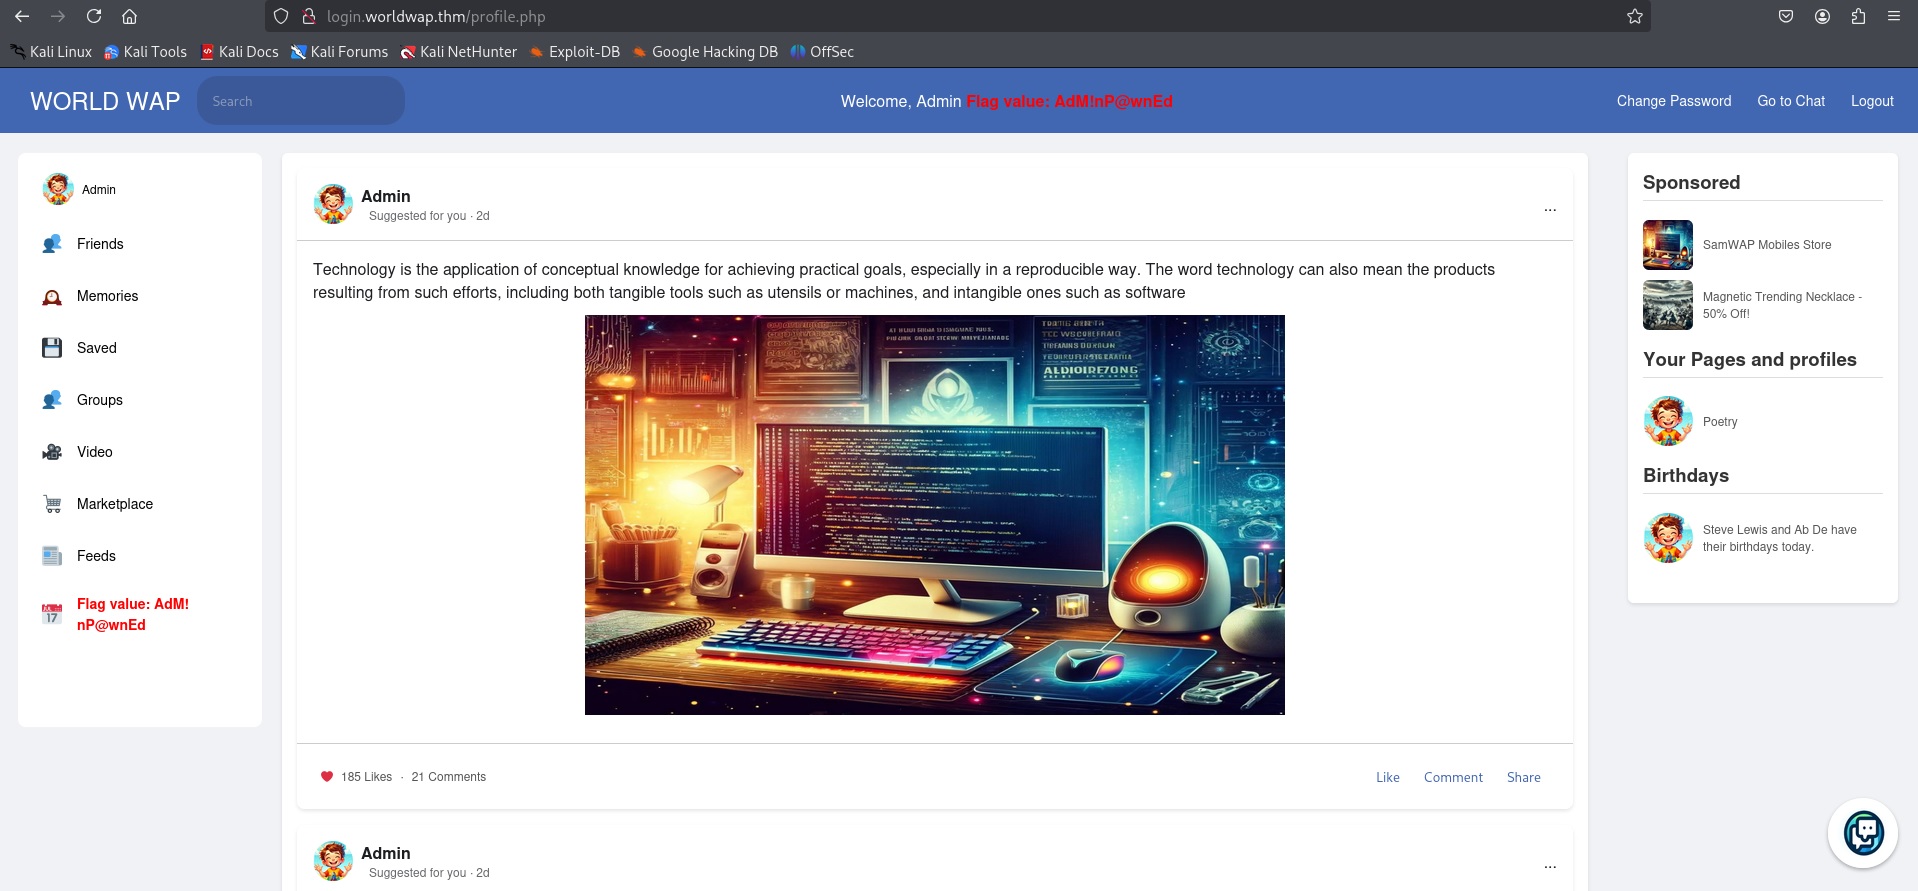 login.worldwap.thm/profile.php
Kali Linux Kali Tools Kali Docs Kali Forums Kali NetHunter Exploit-DB Google Hacking DB OffSec
WORLD WAP Search Welcome, Admin Flag value: AdM!nP@wnEd Change Password Go to Chat Logout
Admin
Friends
Memories
Saved
Groups
Video
Marketplace
Feeds
17
Flag value: AdM!
nP@wnEd
Admin
Suggested for you · 2d
...
Technology is the application of conceptual knowledge for achieving practical goals, especially in a reproducible way. The word technology can also mean the products
resulting from such efforts, including both tangible tools such as utensils or machines, and intangible ones such as software
185 Likes · 21 Comments
Like Comment Share
Admin
Suggested for you · 2d
...
Sponsored
SamWAP Mobiles Store
Magnetic Trending Necklace -
50% Off!
Your Pages and profiles
Poetry
Birthdays
Steve Lewis and Ab De have
their birthdays today.